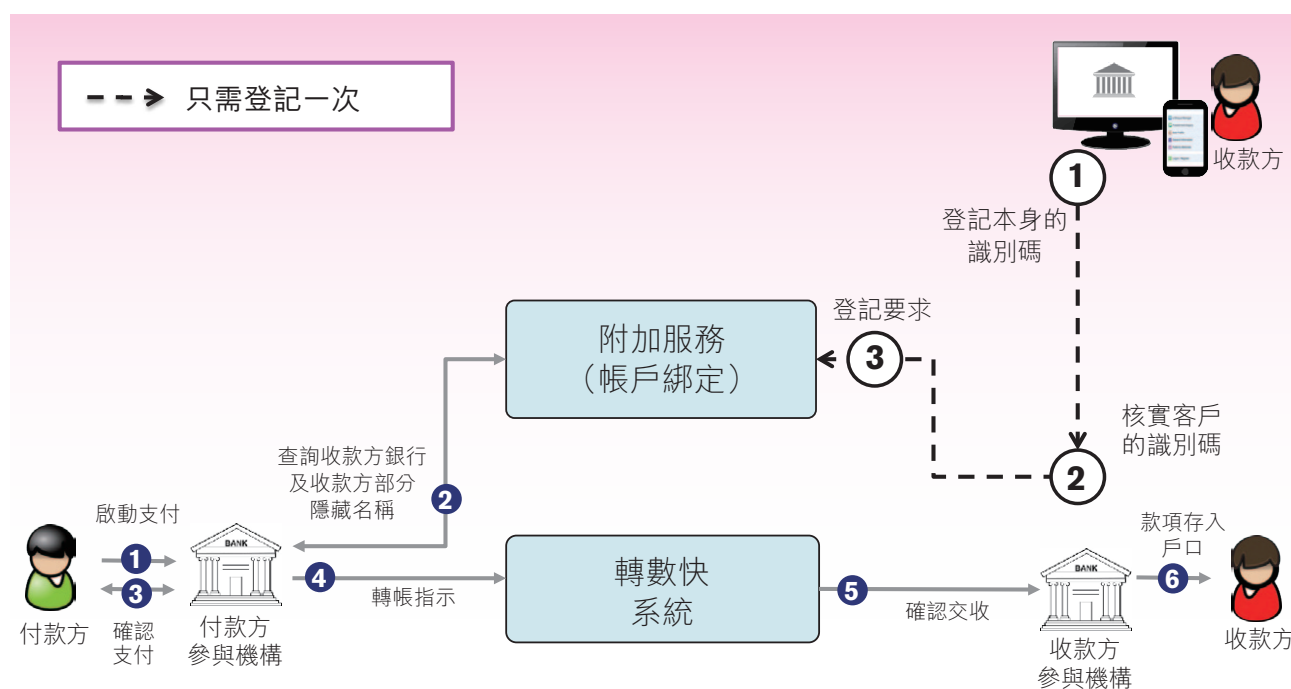 只需登記一次
收款方
1
登記本身的
識別碼
登記要求
3
附加服務
（帳戶綁定）
核實客戶
的識別碼
2
查詢收款方銀行
及收款方部分
隱藏名稱
2
啟動支付
1
3
確認
支付
付款方
BANK
付款方
參與機構
4
轉帳指示
轉數快
系統
5
確認交收
BANK
收款方
參與機構
款項存入
戶口
6
收款方